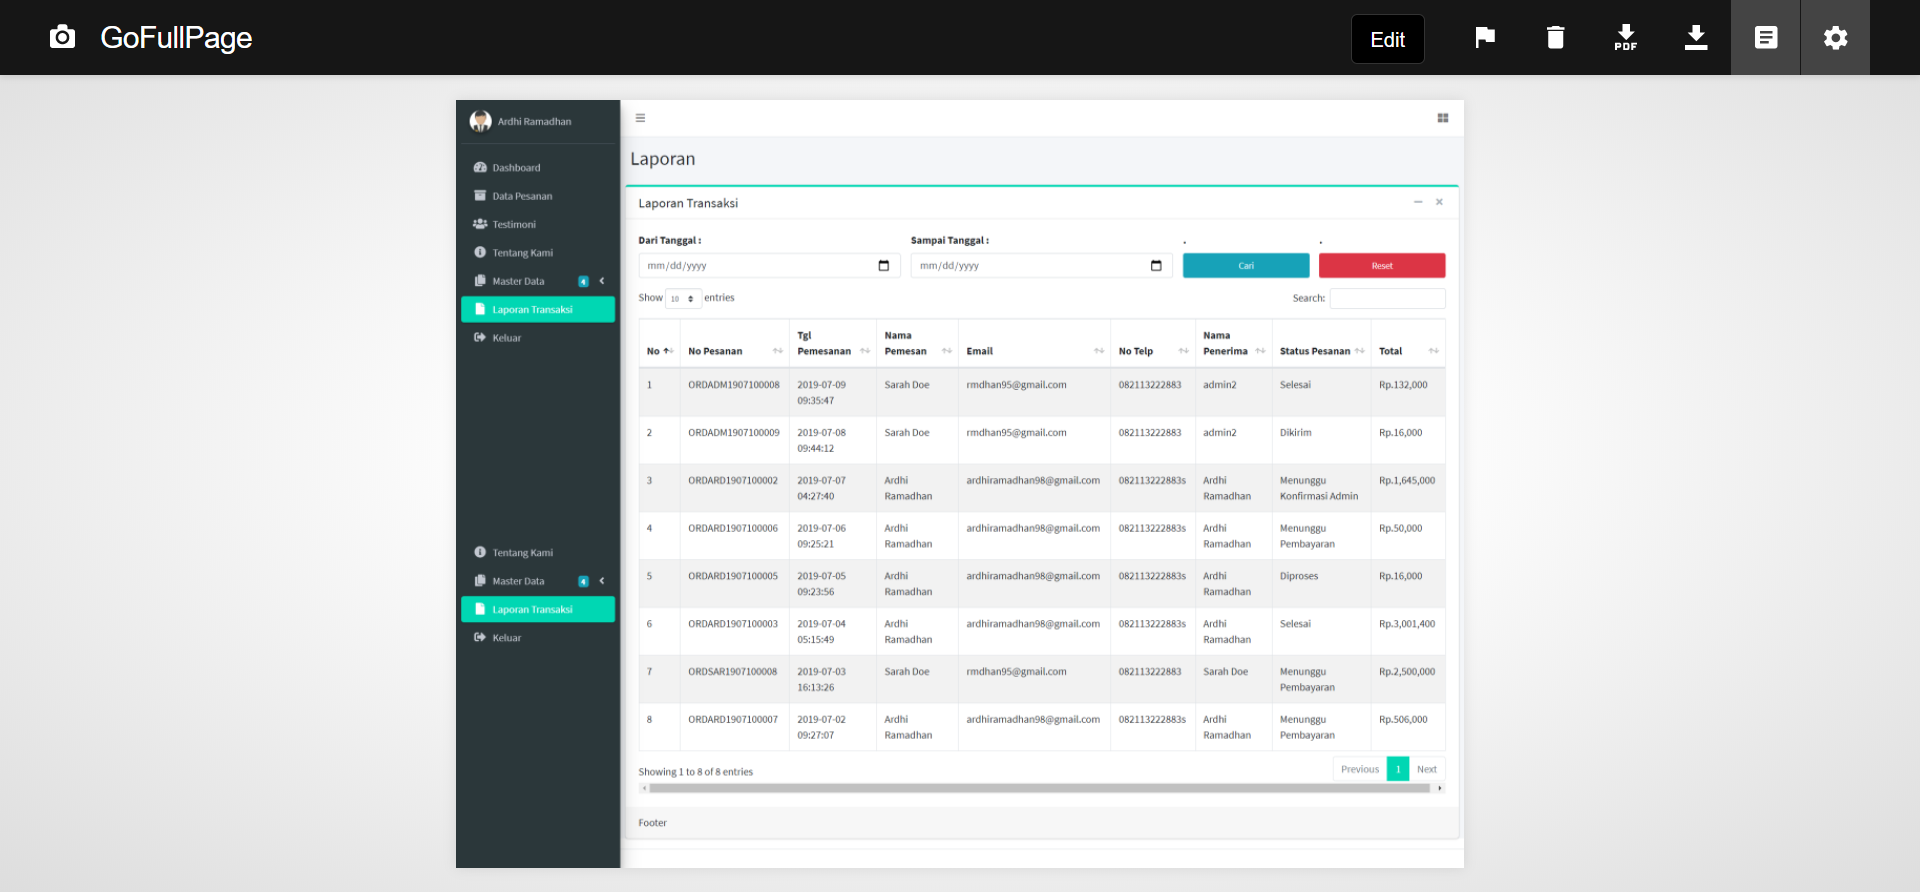 GoFullPage
Edit
PDF
Ardhi Ramadhan
Dashboard
Data Pesanan
Testimoni
Tentang Kami
Master Data 4
Laporan Transaksi
Keluar
Tentang Kami
Master Data 4
Laporan Transaksi
Keluar
Laporan
Laporan Transaksi
Dari Tanggal :
Sampai Tanggal :
.
.
mm/dd/yyyy
mm/dd/yyyy
Cari
Reset
Show 10 entries
Search:
No No Pesanan Tgl Pemesanan Nama Pemesan Email No Telp Nama Penerima Status Pesanan Total
1 ORDADM1907100008 2019-07-09 09:35:47 Sarah Doe rmdhan95@gmail.com 082113222883 admin2 Selesai Rp.132,000
2 ORDADM1907100009 2019-07-08 09:44:12 Sarah Doe rmdhan95@gmail.com 082113222883 admin2 Dikirim Rp.16,000
3 ORDARD1907100002 2019-07-07 04:27:40 Ardhi Ramadhan ardhiramadhan98@gmail.com 082113222883s Ardhi Ramadhan Menunggu Konfirmasi Admin Rp.1,645,000
4 ORDARD1907100006 2019-07-06 09:25:21 Ardhi Ramadhan ardhiramadhan98@gmail.com 082113222883s Ardhi Ramadhan Menunggu Pembayaran Rp.50,000
5 ORDARD1907100005 2019-07-05 09:23:56 Ardhi Ramadhan ardhiramadhan98@gmail.com 082113222883s Ardhi Ramadhan Diproses Rp.16,000
6 ORDARD1907100003 2019-07-04 05:15:49 Ardhi Ramadhan ardhiramadhan98@gmail.com 082113222883s Ardhi Ramadhan Selesai Rp.3,001,400
7 ORDSAR1907100008 2019-07-03 16:13:26 Sarah Doe rmdhan95@gmail.com 082113222883 Sarah Doe Menunggu Pembayaran Rp.2,500,000
8 ORDARD1907100007 2019-07-02 09:27:07 Ardhi Ramadhan ardhiramadhan98@gmail.com 082113222883s Ardhi Ramadhan Menunggu Pembayaran Rp.506,000
Showing 1 to 8 of 8 entries
Previous 1 Next
Footer